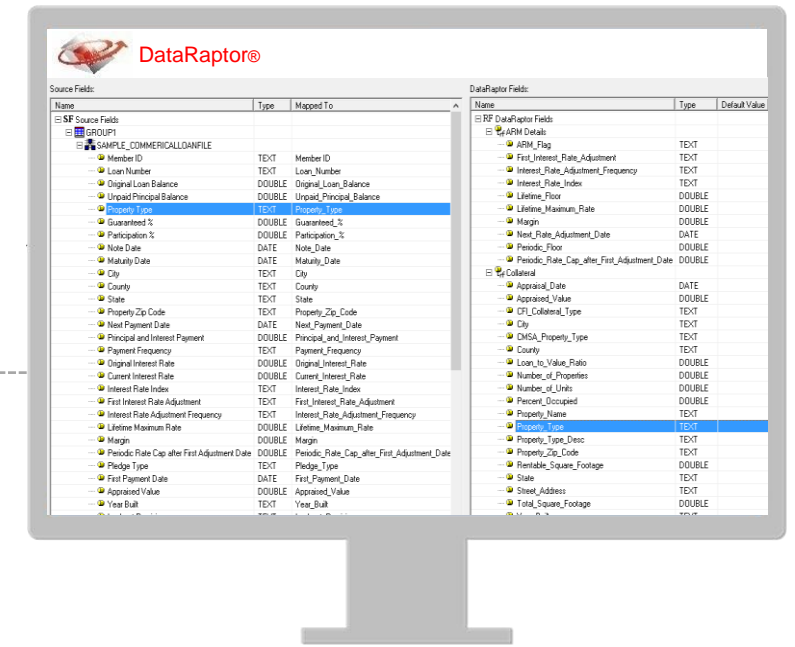 DataRaptor®
Source Fields:
Name Type Mapped To
SF Source Fields
GROUP1
SAMPLE_COMMERICALLOANFILE
Member ID TEXT Member ID
Loan Number TEXT Loan_Number
Original Loan Balance DOUBLE Original_Loan_Balance
Unpaid Principal Balance DOUBLE Unpaid_Principal_Balance
Property Type TEXT Property_Type
Guaranteed % DOUBLE Guaranteed_%
Participation % DOUBLE Participation_%
Note Date DATE Note_Date
Maturity Date DATE Maturity_Date
City TEXT City
County TEXT County
State TEXT State
Property Zip Code TEXT Property_Zip_Code
Next Payment Date DATE Next_Payment_Date
Principal and Interest Payment DOUBLE Principal_and_Interest_Payment
Payment Frequency TEXT Payment_Frequency
Original Interest Rate DOUBLE Original_Interest_Rate
Current Interest Rate DOUBLE Current_Interest_Rate
Interest Rate Index TEXT Interest_Rate_Index
First Interest Rate Adjustment TEXT First_Interest_Rate_Adjustment
Interest Rate Adjustment Frequency TEXT Interest_Rate_Adjustment_Frequency
Lifetime Maximum Rate DOUBLE Lifetime_Maximum_Rate
Margin DOUBLE Margin
Periodic Rate Cap after First Adjustment Date DOUBLE Periodic_Rate_Cap_after_First_Adjustment_Date
Pledge Type TEXT Pledge_Type
First Payment Date DATE First_Payment_Date
Appraised Value DOUBLE Appraised_Value
Year Built TEXT Year_Built
DataRaptor Fields:
Name Type Default Value
RF DataRaptor Fields
ARM Details
ARM_Flag TEXT
First_Interest_Rate_Adjustment TEXT
Interest_Rate_Adjustment_Frequency TEXT
Interest_Rate_Index TEXT
Lifetime_Floor DOUBLE
Lifetime_Maximum_Rate DOUBLE
Margin DOUBLE
Next_Rate_Adjustment_Date DATE
Periodic_Floor DOUBLE
Periodic_Rate_Cap_after_First_Adjustment_Date DOUBLE
Collateral
Appraisal_Date DATE
Appraised_Value DOUBLE
CFI_Collateral_Type TEXT
City TEXT
CMSA_Property_Type TEXT
County TEXT
Loan_to_Value_Ratio DOUBLE
Number_of_Properties DOUBLE
Number_of_Units DOUBLE
Percent_Occupied DOUBLE
Property_Name TEXT
Property_Type TEXT
Property_Type_Desc TEXT
Property_Zip_Code TEXT
Rentable_Square_Footage DOUBLE
State TEXT
Street_Address TEXT
Total_Square_Footage DOUBLE